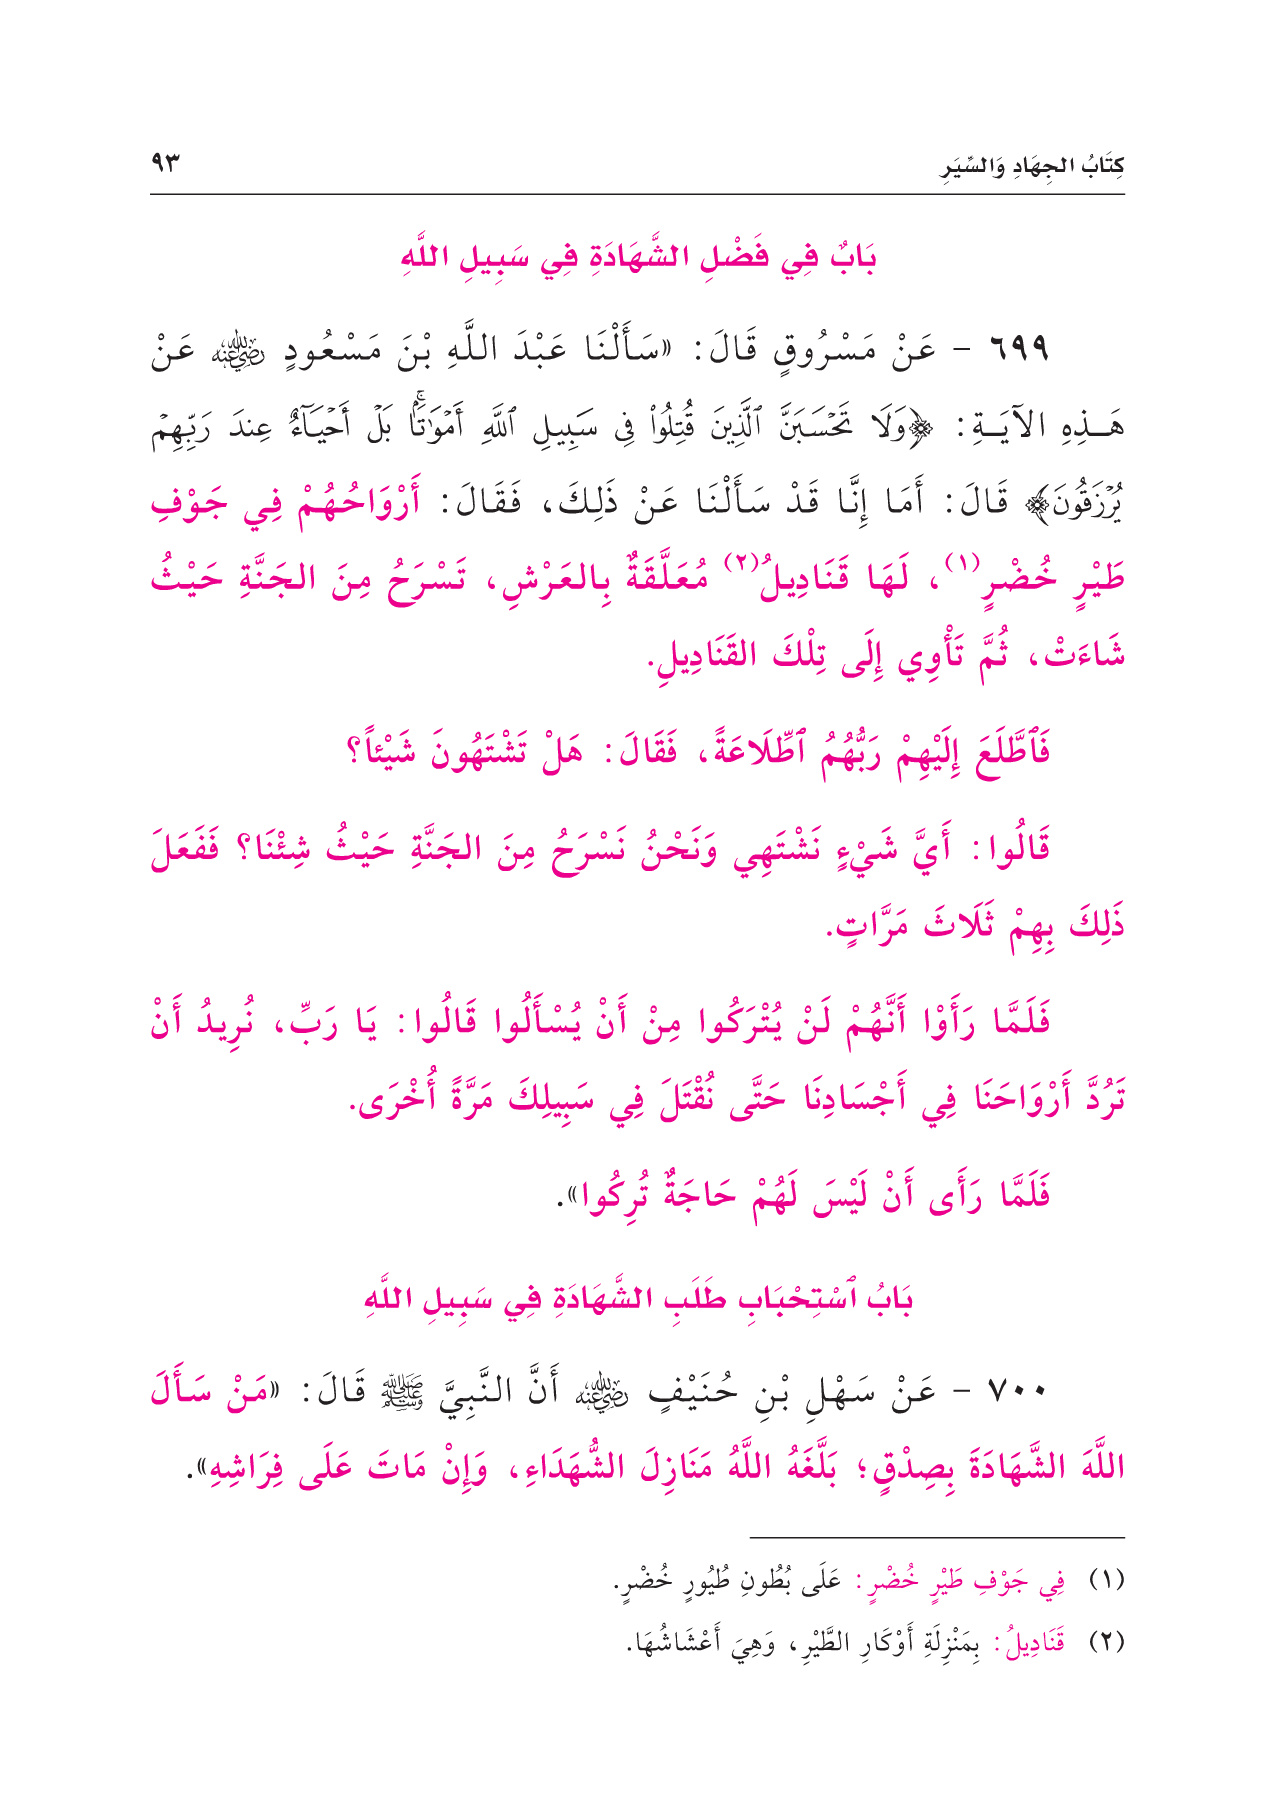 كِتَابُ الجِهَادِ وَالسِّيَرِ ٩٣
بَابٌ فِي فَضْلِ الشَّهَادَةِ فِي سَبِيلِ اللَّهِ
٦٩٩ - عَنْ مَسْرُوقٍ قَالَ: «سَأَلْنَا عَبْدَ اللَّهِ بْنَ مَسْعُودٍ رضي الله عنه عَنْ
هَـذِهِ الآيَـةِ: ﴿وَلَا تَحْسَبَنَّ ٱلَّذِينَ قُتِلُوا۟ فِى سَبِيلِ ٱللَّهِ أَمْوَٰتًۢا ۚ بَلْ أَحْيَآءٌ عِندَ رَبِّهِمْ
يُرْزَقُونَ﴾ قَالَ: أَمَا إِنَّا قَدْ سَأَلْنَا عَنْ ذَلِكَ، فَقَالَ: أَرْوَاحُهُمْ فِي جَوْفِ
طَيْرٍ خُضْرٍ(١)، لَهَا قَنَادِيلُ(٢) مُعَلَّقَةٌ بِالعَرْشِ، تَسْرَحُ مِنَ الجَنَّةِ حَيْثُ
شَاءَتْ، ثُمَّ تَأْوِي إِلَى تِلْكَ القَنَادِيلِ.
فَٱطَّلَعَ إِلَيْهِمْ رَبُّهُمُ ٱطِّلَاعَةً، فَقَالَ: هَلْ تَشْتَهُونَ شَيْئاً؟
قَالُوا: أَيَّ شَيْءٍ نَشْتَهِي وَنَحْنُ نَسْرَحُ مِنَ الجَنَّةِ حَيْثُ شِئْنَا؟ فَفَعَلَ
ذَلِكَ بِهِمْ ثَلَاثَ مَرَّاتٍ.
فَلَمَّا رَأَوْا أَنَّهُمْ لَنْ يُتْرَكُوا مِنْ أَنْ يُسْأَلُوا قَالُوا: يَا رَبِّ، نُرِيدُ أَنْ
تَرُدَّ أَرْوَاحَنَا فِي أَجْسَادِنَا حَتَّى نُقْتَلَ فِي سَبِيلِكَ مَرَّةً أُخْرَى.
فَلَمَّا رَأَى أَنْ لَيْسَ لَهُمْ حَاجَةٌ تُرِكُوا».
بَابُ ٱسْتِحْبَابِ طَلَبِ الشَّهَادَةِ فِي سَبِيلِ اللَّهِ
٧٠٠ - عَنْ سَهْلِ بْنِ حُنَيْفٍ رضي الله عنه أَنَّ النَّبِيَّ ﷺ قَالَ: «مَنْ سَأَلَ
اللَّهَ الشَّهَادَةَ بِصِدْقٍ؛ بَلَّغَهُ اللَّهُ مَنَازِلَ الشُّهَدَاءِ، وَإِنْ مَاتَ عَلَى فِرَاشِهِ».
(١) فِي جَوْفِ طَيْرٍ خُضْرٍ: عَلَى بُطُونِ طُيُورٍ خُضْرٍ.
(٢) قَنَادِيلُ: بِمَنْزِلَةِ أَوْكَارِ الطَّيْرِ، وَهِيَ أَعْشَاشُهَا.